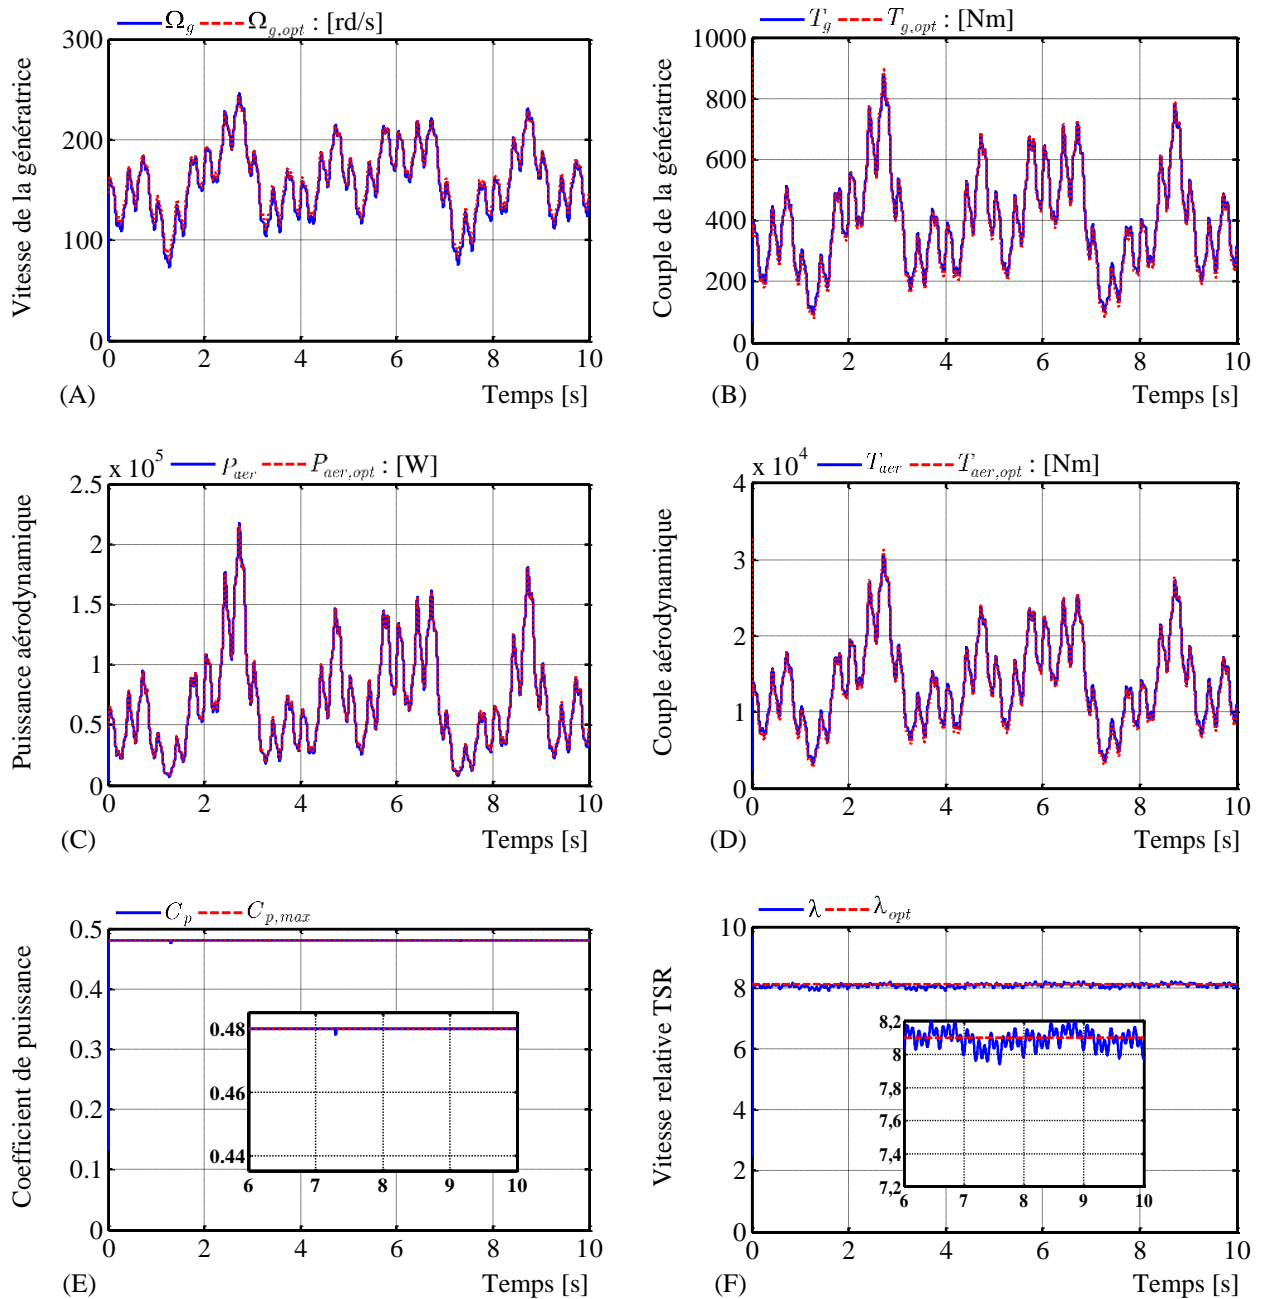 Ω_g Ω_g,opt : [rd/s]
300
200
100
0
0 2 4 6 8 10
Vitesse de la génératrice
Temps [s]
(A)
T_g T_g,opt : [Nm]
1000
800
600
400
200
0
0 2 4 6 8 10
Couple de la génératrice
Temps [s]
(B)
x 10^5
P_aer P_aer,opt : [W]
2.5
2
1.5
1
0.5
0
0 2 4 6 8 10
Puissance aérodynamique
Temps [s]
(C)
x 10^4
T_aer T_aer,opt : [Nm]
4
3
2
1
0
0 2 4 6 8 10
Couple aérodynamique
Temps [s]
(D)
C_p C_p,max
0.5
0.4
0.3
0.2
0.1
0
0 2 4 6 8 10
0.48
0.46
0.44
6 7 8 9 10
Coefficient de puissance
Temps [s]
(E)
λ λ_opt
10
8
6
4
2
0
0 2 4 6 8 10
8,2
8
7,8
7,6
7,4
7,2
6 7 8 9 10
Vitesse relative TSR
Temps [s]
(F)